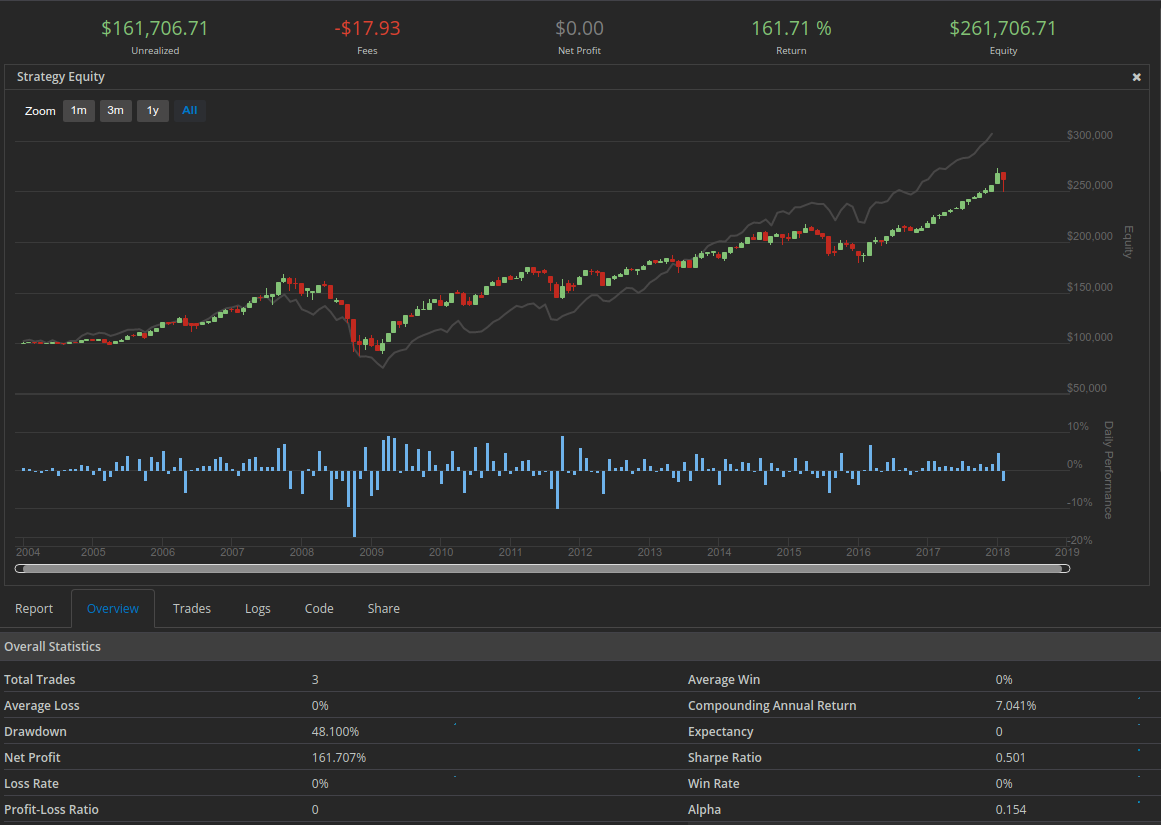 $161,706.71 -$17.93 $0.00 161.71 % $261,706.71
Unrealized Fees Net Profit Return Equity
Strategy Equity ×
Zoom 1m 3m 1y All
$300,000
$250,000
$200,000
$150,000
$100,000
$50,000
Equity
10%
0%
-10%
-20%
Daily Performance
2004 2005 2006 2007 2008 2009 2010 2011 2012 2013 2014 2015 2016 2017 2018 2019
Report Overview Trades Logs Code Share
Overall Statistics
Total Trades 3 Average Win 0%
Average Loss 0% Compounding Annual Return 7.041%
Drawdown 48.100% Expectancy 0
Net Profit 161.707% Sharpe Ratio 0.501
Loss Rate 0% Win Rate 0%
Profit-Loss Ratio 0 Alpha 0.154